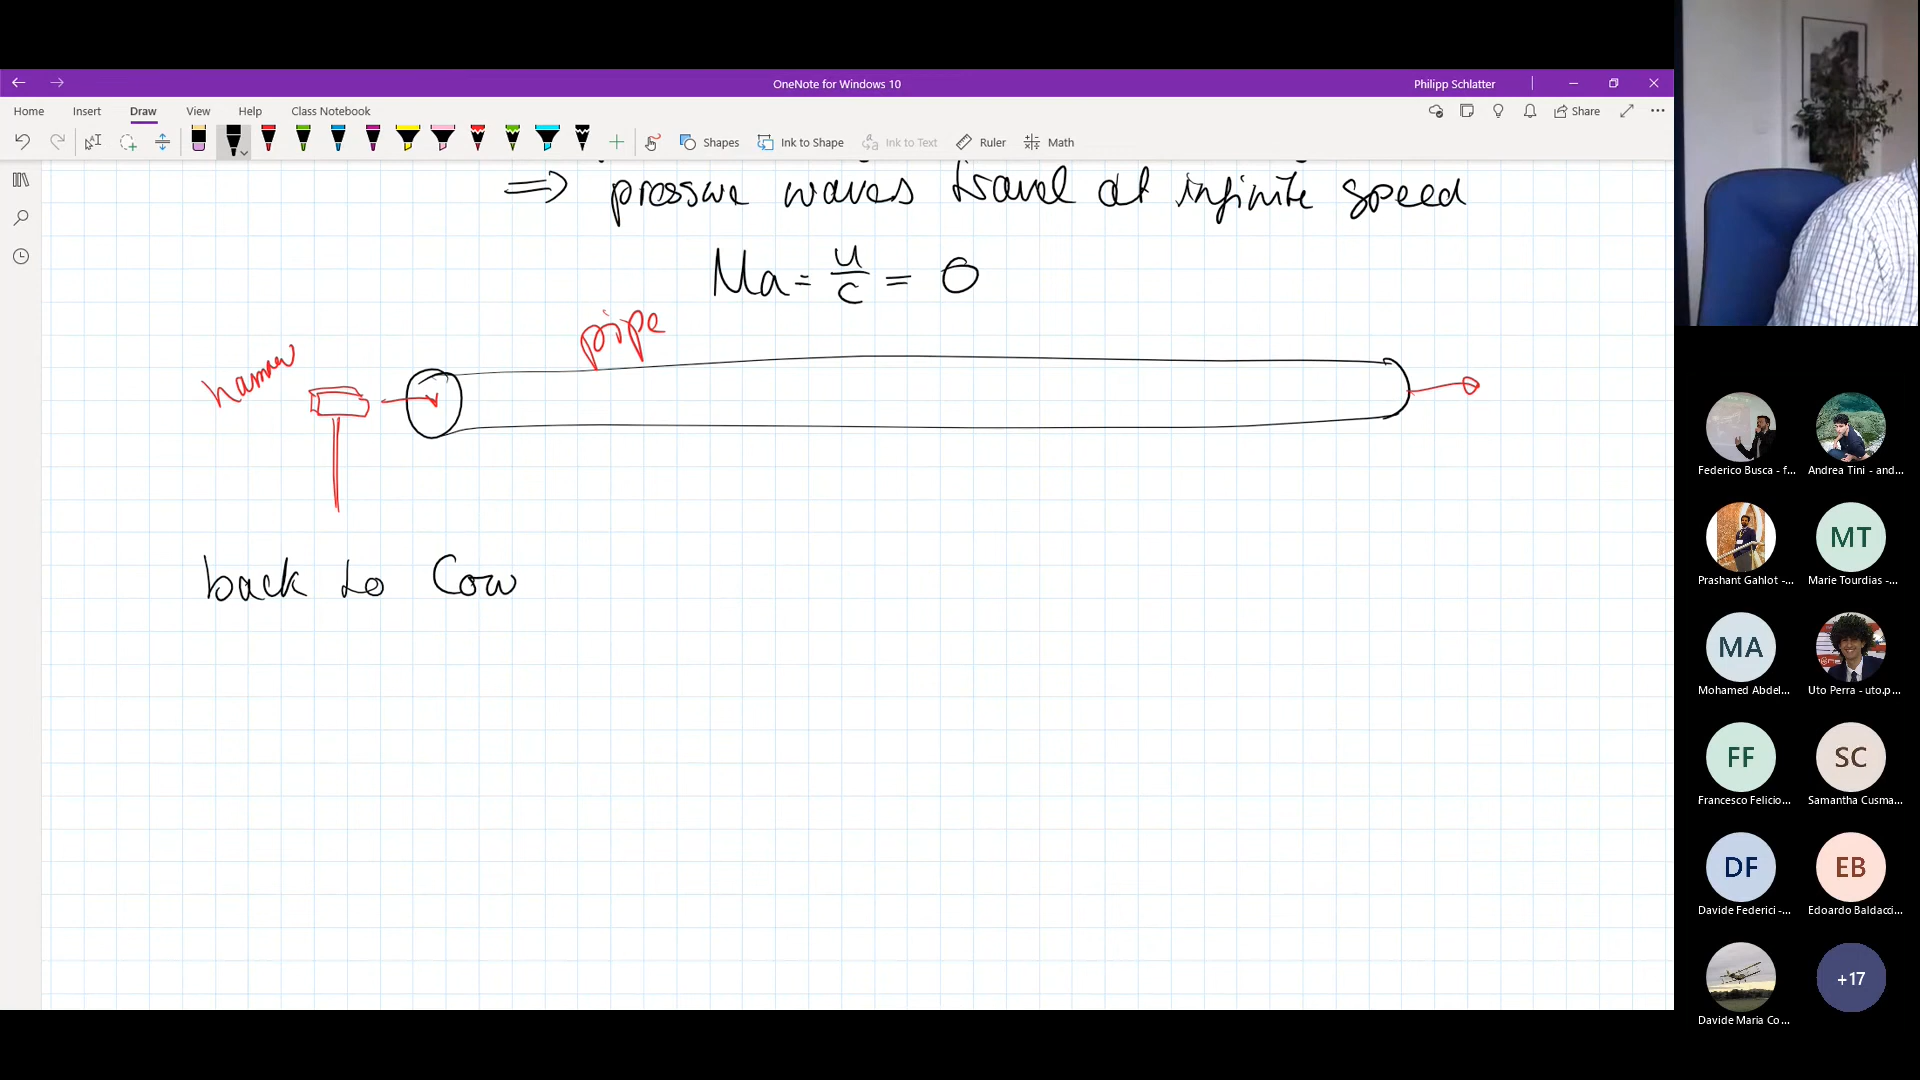 OneNote for Windows 10
Philipp Schlatter
Home Insert Draw View Help Class Notebook
Share
Shapes Ink to Shape Ink to Text Ruler Math
=> pressure waves travel at infinite speed
Ma = u/c = 0
pipe
hammer
back to Cow
Federico Busca - f... Andrea Tini - and...
MT
Prashant Gahlot -... Marie Tourdias -...
MA
Mohamed Abdel... Uto Perra - uto.p...
FF SC
Francesco Felicio... Samantha Cusma...
DF EB
Davide Federici -... Edoardo Baldacci...
+17
Davide Maria Co...